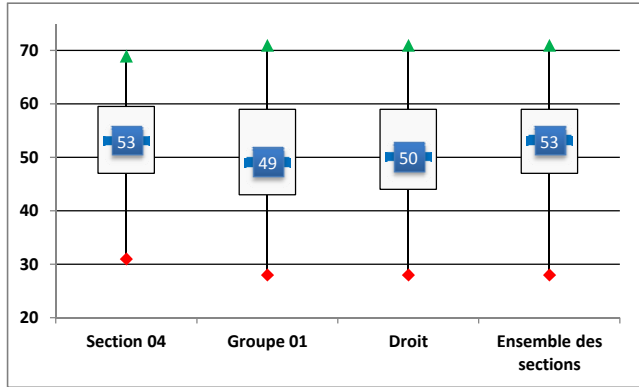 70
60
50
40
30
20
53
49
50
53
Section 04
Groupe 01
Droit
Ensemble des
sections